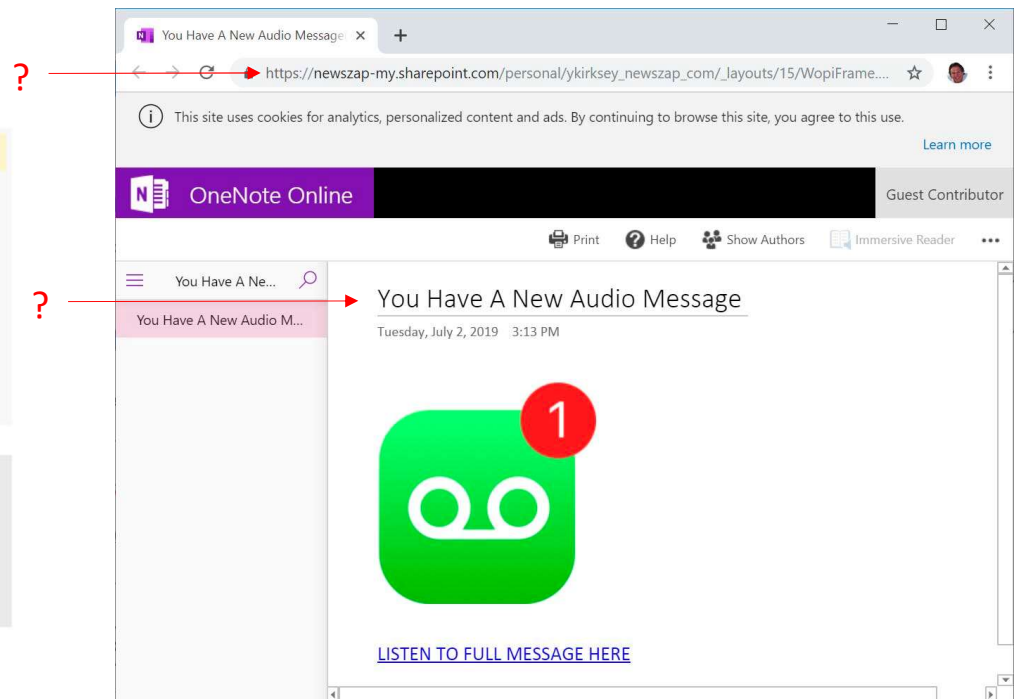 You Have A New Audio Message
?
https://newszap-my.sharepoint.com/personal/ykirksey_newszap_com/_layouts/15/WopiFrame....
This site uses cookies for analytics, personalized content and ads. By continuing to browse this site, you agree to this use.
Learn more
OneNote Online
Guest Contributor
Print Help Show Authors Immersive Reader
You Have A Ne...
?
You Have A New Audio Message
You Have A New Audio M...
Tuesday, July 2, 2019 3:13 PM
1
LISTEN TO FULL MESSAGE HERE